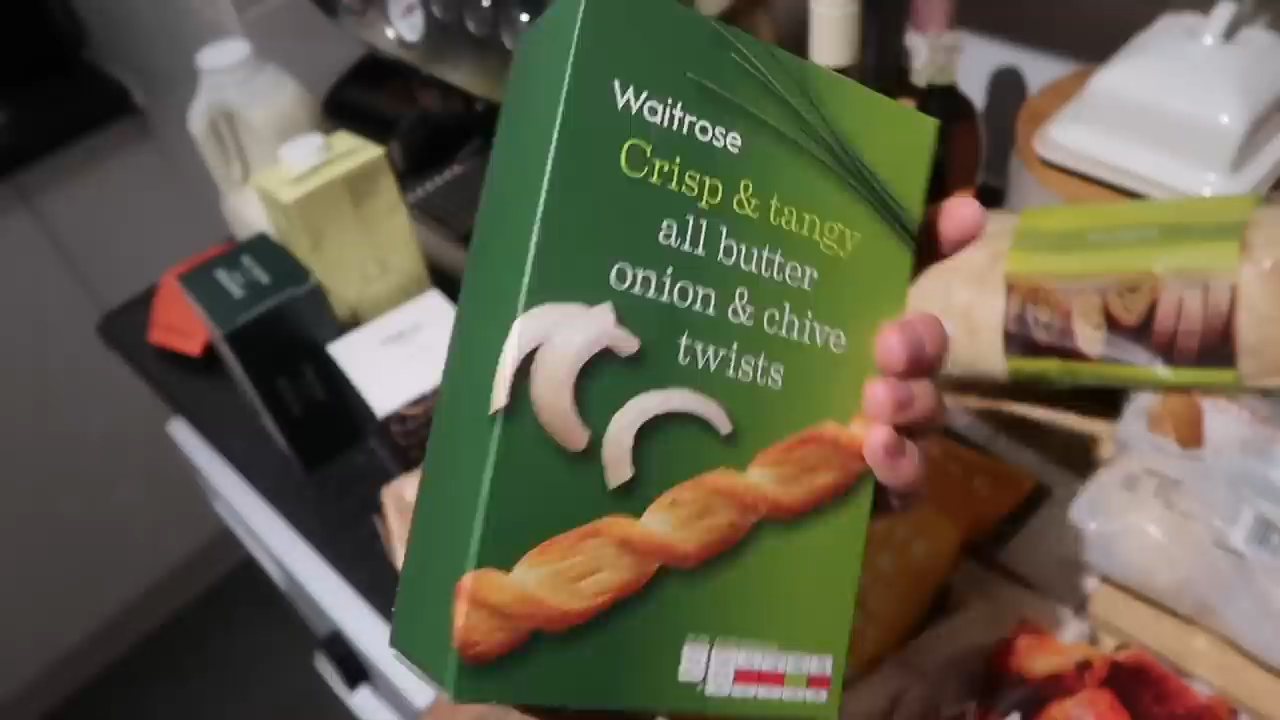 Waitrose
Crisp & tangy
all butter
onion & chive
twists